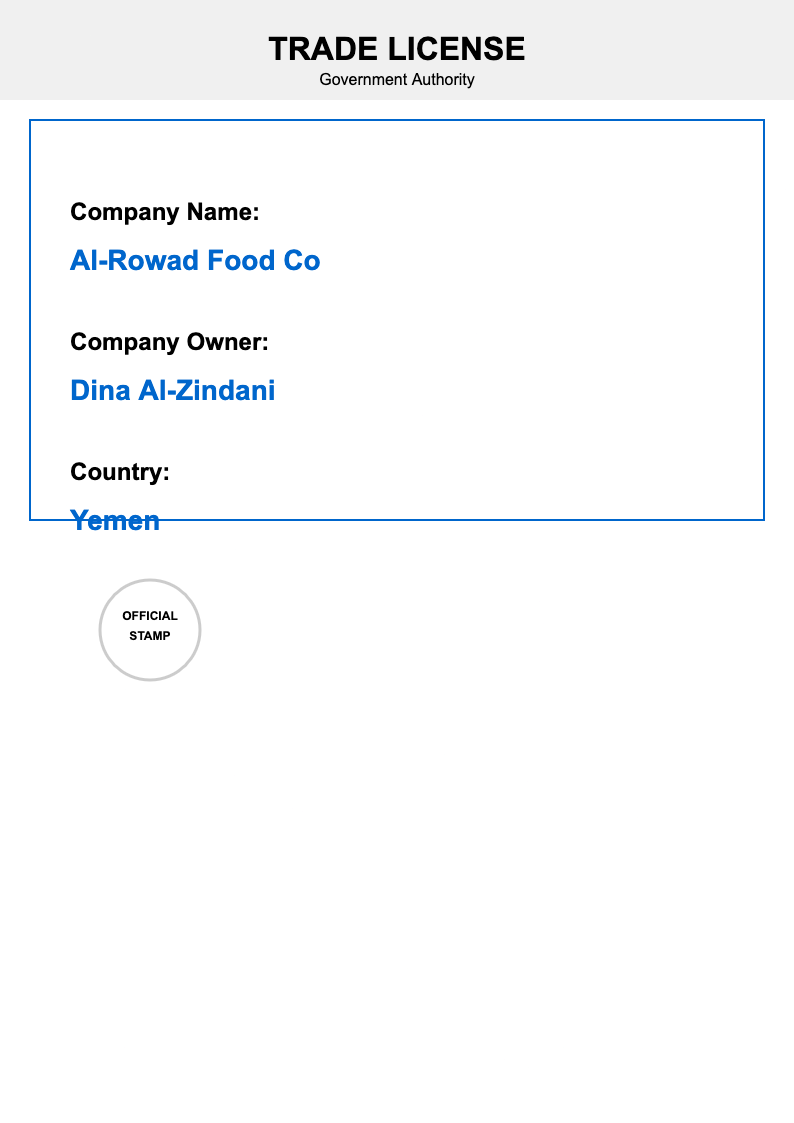 TRADE LICENSE
Government Authority
Company Name:
Al-Rowad Food Co
Company Owner:
Dina Al-Zindani
Country:
Yemen
OFFICIAL
STAMP